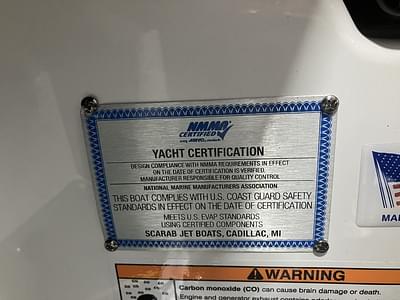 NMMA
CERTIFIED
YACHT CERTIFICATION
DESIGN COMPLIANCE WITH NMMA REQUIREMENTS IN EFFECT
ON THE DATE OF CERTIFICATION IS VERIFIED.
MANUFACTURER RESPONSIBLE FOR QUALITY CONTROL
NATIONAL MARINE MANUFACTURERS ASSOCIATION
THIS BOAT COMPLIES WITH U.S. COAST GUARD SAFETY
STANDARDS IN EFFECT ON THE DATE OF CERTIFICATION
MEETS U.S. EVAP STANDARDS
USING CERTIFIED COMPONENTS
SCARAB JET BOATS, CADILLAC, MI
MA
WARNING
Carbon monoxide (CO) can cause brain damage or death.
Engine and generator exhaust contains